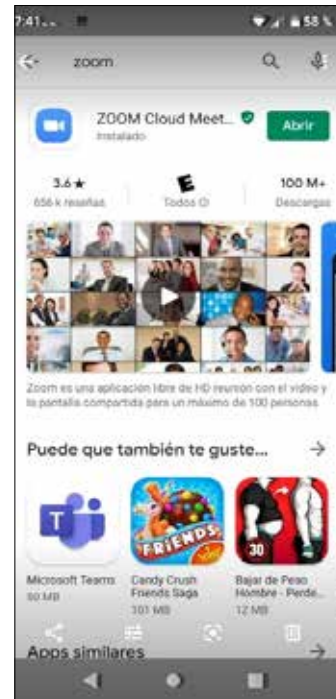 7:41
58 %
zoom
ZOOM Cloud Meet...
Instalado
Abrir
3.6 ★
656 k reseñas
E
Todos
100 M+
Descargas
Zoom es una aplicación libre de HD reunión con el vídeo y
la pantalla compartida para un máximo de 100 personas
Puede que también te guste...
FRIENDS
30
Microsoft Teams
90 MB
Candy Crush
Friends Saga
101 MB
Bajar de Peso
Hombre - Perde...
12 MB
Apps similares